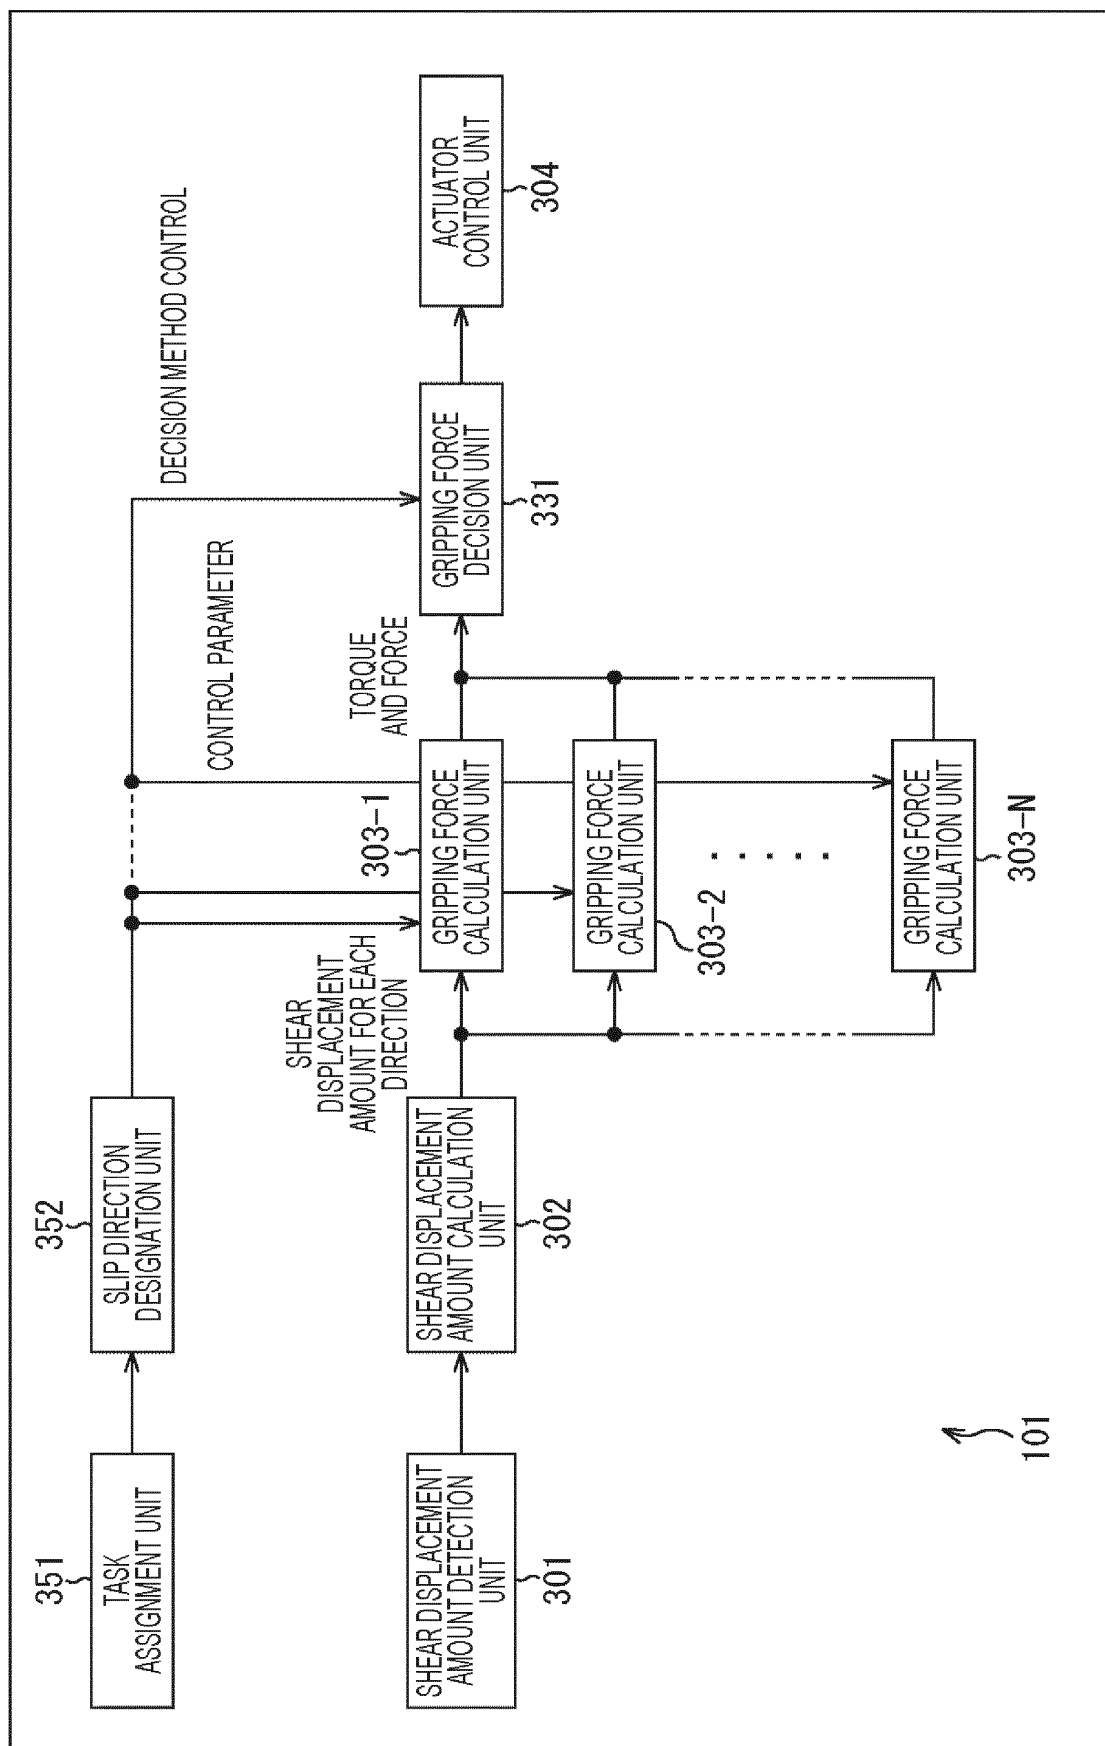 351
TASK
ASSIGNMENT UNIT
352
SLIP DIRECTION
DESIGNATION UNIT
DECISION METHOD CONTROL
CONTROL PARAMETER
SHEAR DISPLACEMENT
AMOUNT DETECTION
UNIT
301
SHEAR DISPLACEMENT
AMOUNT CALCULATION
UNIT
302
SHEAR
DISPLACEMENT
AMOUNT FOR EACH
DIRECTION
303-1
GRIPPING FORCE
CALCULATION UNIT
TORQUE
AND FORCE
GRIPPING FORCE
DECISION UNIT
331
ACTUATOR
CONTROL UNIT
304
GRIPPING FORCE
CALCULATION UNIT
303-2
GRIPPING FORCE
CALCULATION UNIT
303-N
101